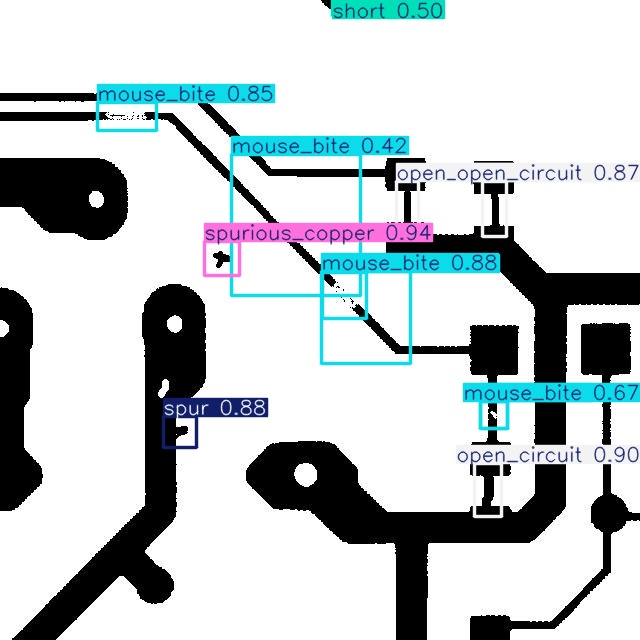 short 0.50
mouse_bite 0.85
mouse_bite 0.42
open_open_circuit 0.87
spurious_copper 0.94
mouse_bite 0.88
mouse_bite 0.67
spur 0.88
open_circuit 0.90